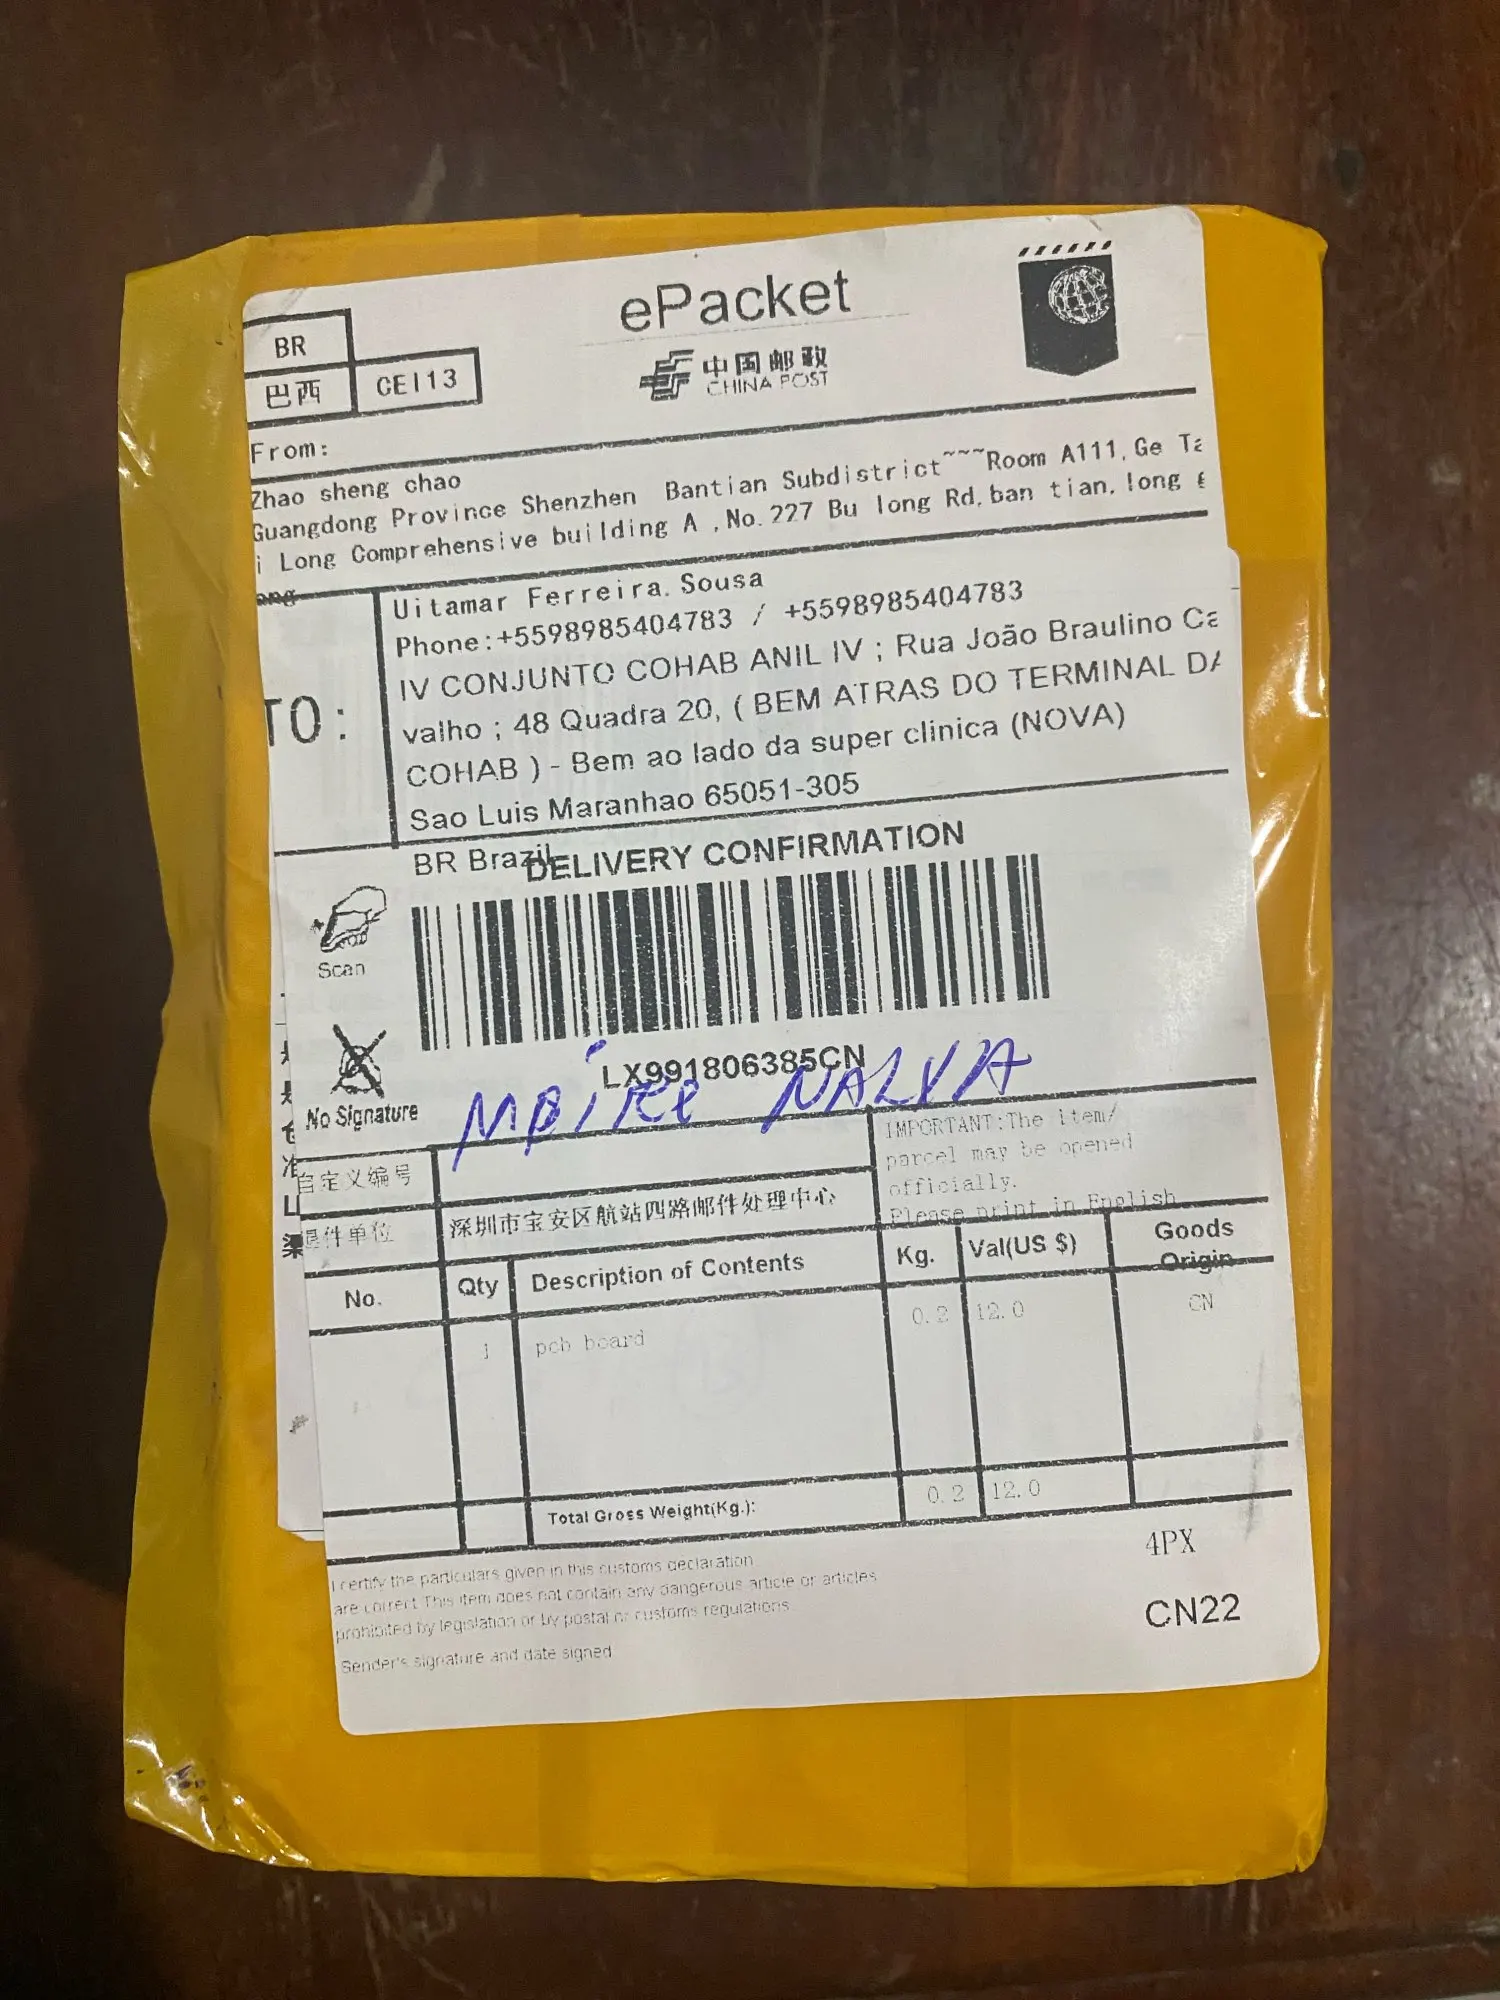 ePacket
BR
巴西
GEI13
中国邮政
CHINA POST
From:
Zhao sheng chao
Guangdong Province Shenzhen Bantian Subdistrict~~~Room A111,Ge Ta
i Long Comprehensive building A ,No.227 Bu long Rd,ban tian, long g
ang
TO:
Uitamar Ferreira. Sousa
Phone:+5598985404783 / +5598985404783
IV CONJUNTO COHAB ANIL IV ; Rua João Braulino Ca
valho ; 48 Quadra 20, ( BEM ATRAS DO TERMINAL DA
COHAB ) - Bem ao lado da super clinica (NOVA)
Sao Luis Maranhao 65051-305
BR Brazil
DELIVERY CONFIRMATION
Scan
LX991806385CN
No Signature
NALVA
自定义编号
IMPORTANT:The item/
parcel may be opened
officially.
Please print in English
退件单位
深圳市宝安区航站四路邮件处理中心
No. Qty Description of Contents Kg. Val(US $) Goods Origin
1 pcb board 0.2 12.0 CN
Total Gross Weight(Kg.): 0.2 12.0
I certify the particulars given in this customs declaration
are correct This item does not contain any dangerous article or articles
prohibited by legislation or by postal or customs regulations.
Sender's signature and date signed
4PX
CN22